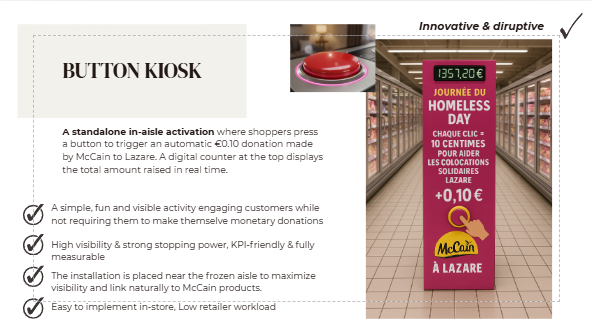 Innovative & diruptive
BUTTON KIOSK
A standalone in-aisle activation where shoppers press
a button to trigger an automatic €0.10 donation made
by McCain to Lazare. A digital counter at the top displays
the total amount raised in real time.
A simple, fun and visible activity engaging customers while
not requiring them to make themselve monetary donations
High visibility & strong stopping power, KPI-friendly & fully
measurable
The installation is placed near the frozen aisle to maximize
visibility and link naturally to McCain products.
Easy to implement in-store, Low retailer workload
1357,20€
JOURNÉE DU
HOMELESS
DAY
CHAQUE CLIC =
10 CENTIMES
POUR AIDER
LES COLOCATIONS
SOLIDAIRES
LAZARE
+0,10€
McCain
À LAZARE